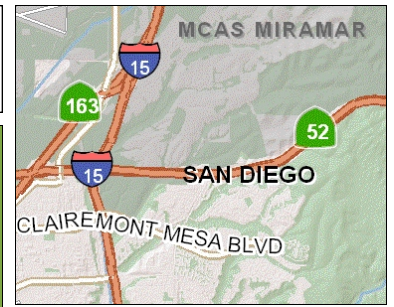 MCAS MIRAMAR
15
163
52
15
SAN DIEGO
CLAIREMONT MESA BLVD